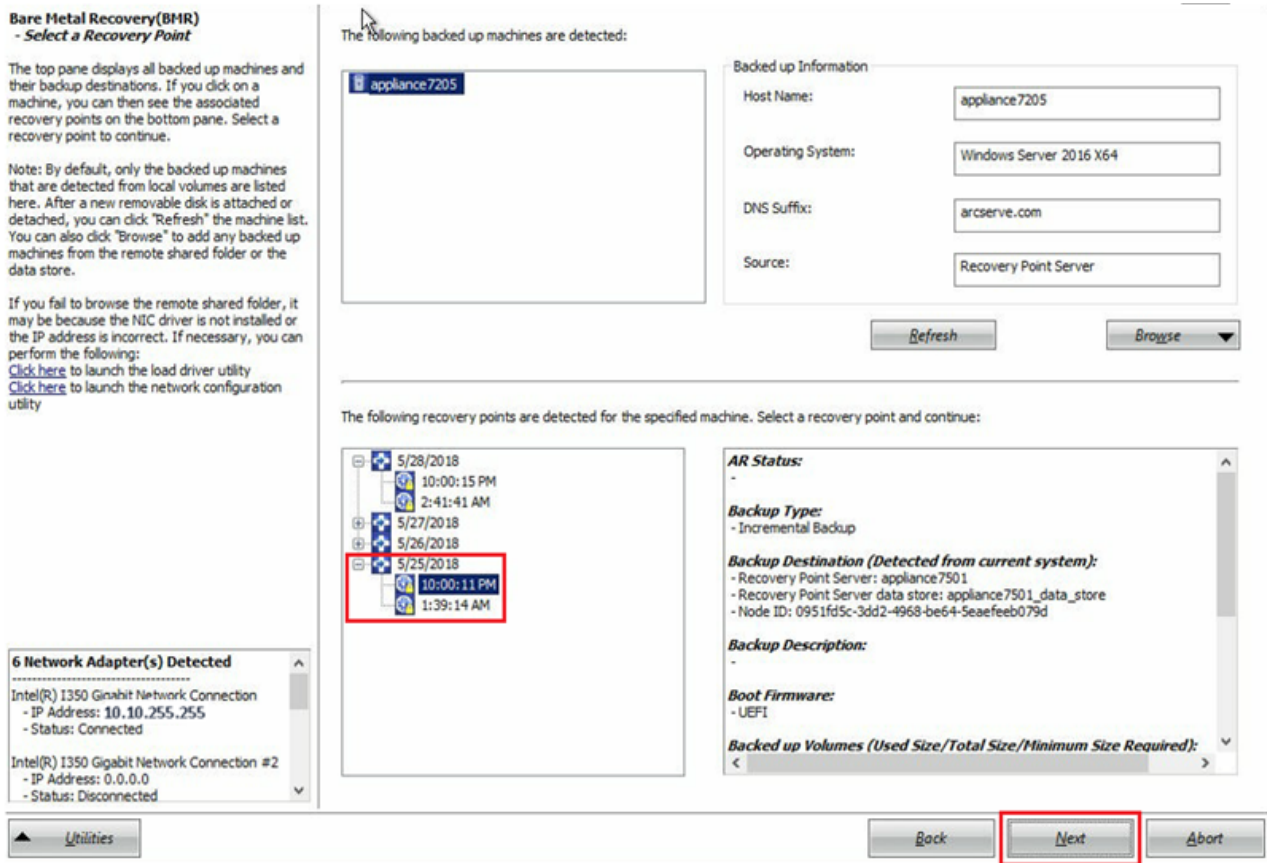 Bare Metal Recovery(BMR)
- Select a Recovery Point
The top pane displays all backed up machines and
their backup destinations. If you click on a
machine, you can then see the associated
recovery points on the bottom pane. Select a
recovery point to continue.
Note: By default, only the backed up machines
that are detected from local volumes are listed
here. After a new removable disk is attached or
detached, you can click "Refresh" the machine list.
You can also click "Browse" to add any backed up
machines from the remote shared folder or the
data store.
If you fail to browse the remote shared folder, it
may be because the NIC driver is not installed or
the IP address is incorrect. If necessary, you can
perform the following:
Click here to launch the load driver utility
Click here to launch the network configuration
utility
6 Network Adapter(s) Detected
------------------------------------
Intel(R) I350 Gigabit Network Connection
- IP Address: 10.10.255.255
- Status: Connected
Intel(R) I350 Gigabit Network Connection #2
- IP Address: 0.0.0.0
- Status: Disconnected
The following backed up machines are detected:
appliance7205
Backed up Information
Host Name:
appliance7205
Operating System:
Windows Server 2016 X64
DNS Suffix:
arcserve.com
Source:
Recovery Point Server
Refresh
Browse
The following recovery points are detected for the specified machine. Select a recovery point and continue:
5/28/2018
10:00:15 PM
2:41:41 AM
5/27/2018
5/26/2018
5/25/2018
10:00:11 PM
1:39:14 AM
AR Status:
-
Backup Type:
- Incremental Backup
Backup Destination (Detected from current system):
- Recovery Point Server: appliance7501
- Recovery Point Server data store: appliance7501_data_store
- Node ID: 0951fd5c-3dd2-4968-be64-5eaefeeb079d
Backup Description:
-
Boot Firmware:
- UEFI
Backed up Volumes (Used Size/Total Size/Minimum Size Required):
Utilities
Back
Next
Abort